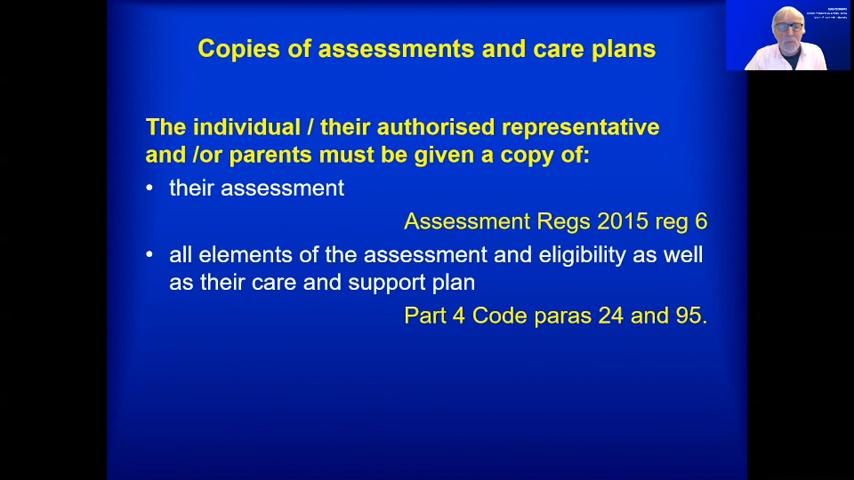 Copies of assessments and care plans
The individual / their authorised representative
and /or parents must be given a copy of:
• their assessment
Assessment Regs 2015 reg 6
• all elements of the assessment and eligibility as well
as their care and support plan
Part 4 Code paras 24 and 95.